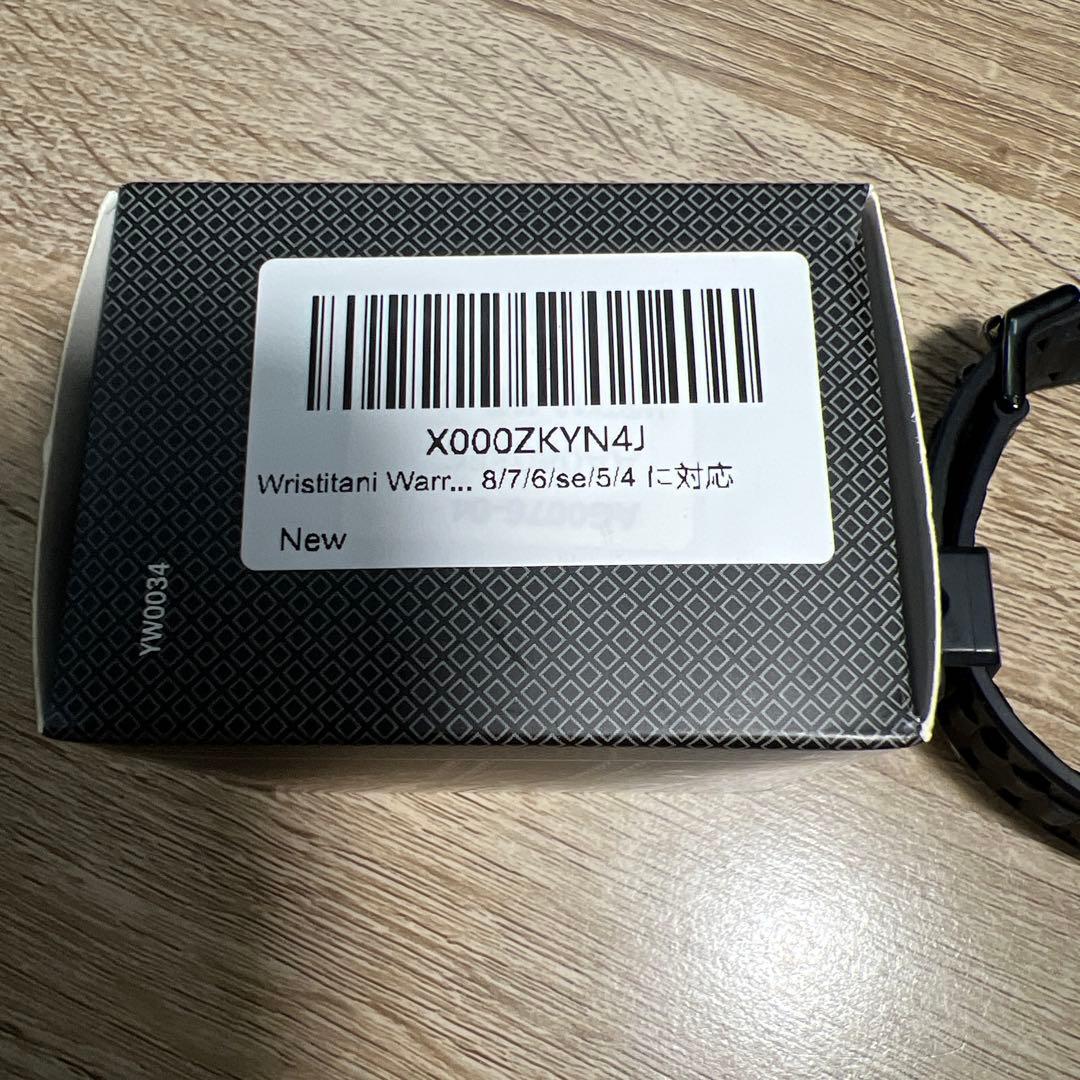 X000ZKYN4J
Wristitani Warr... 8/7/6/se/5/4 に対応
New
YW0034